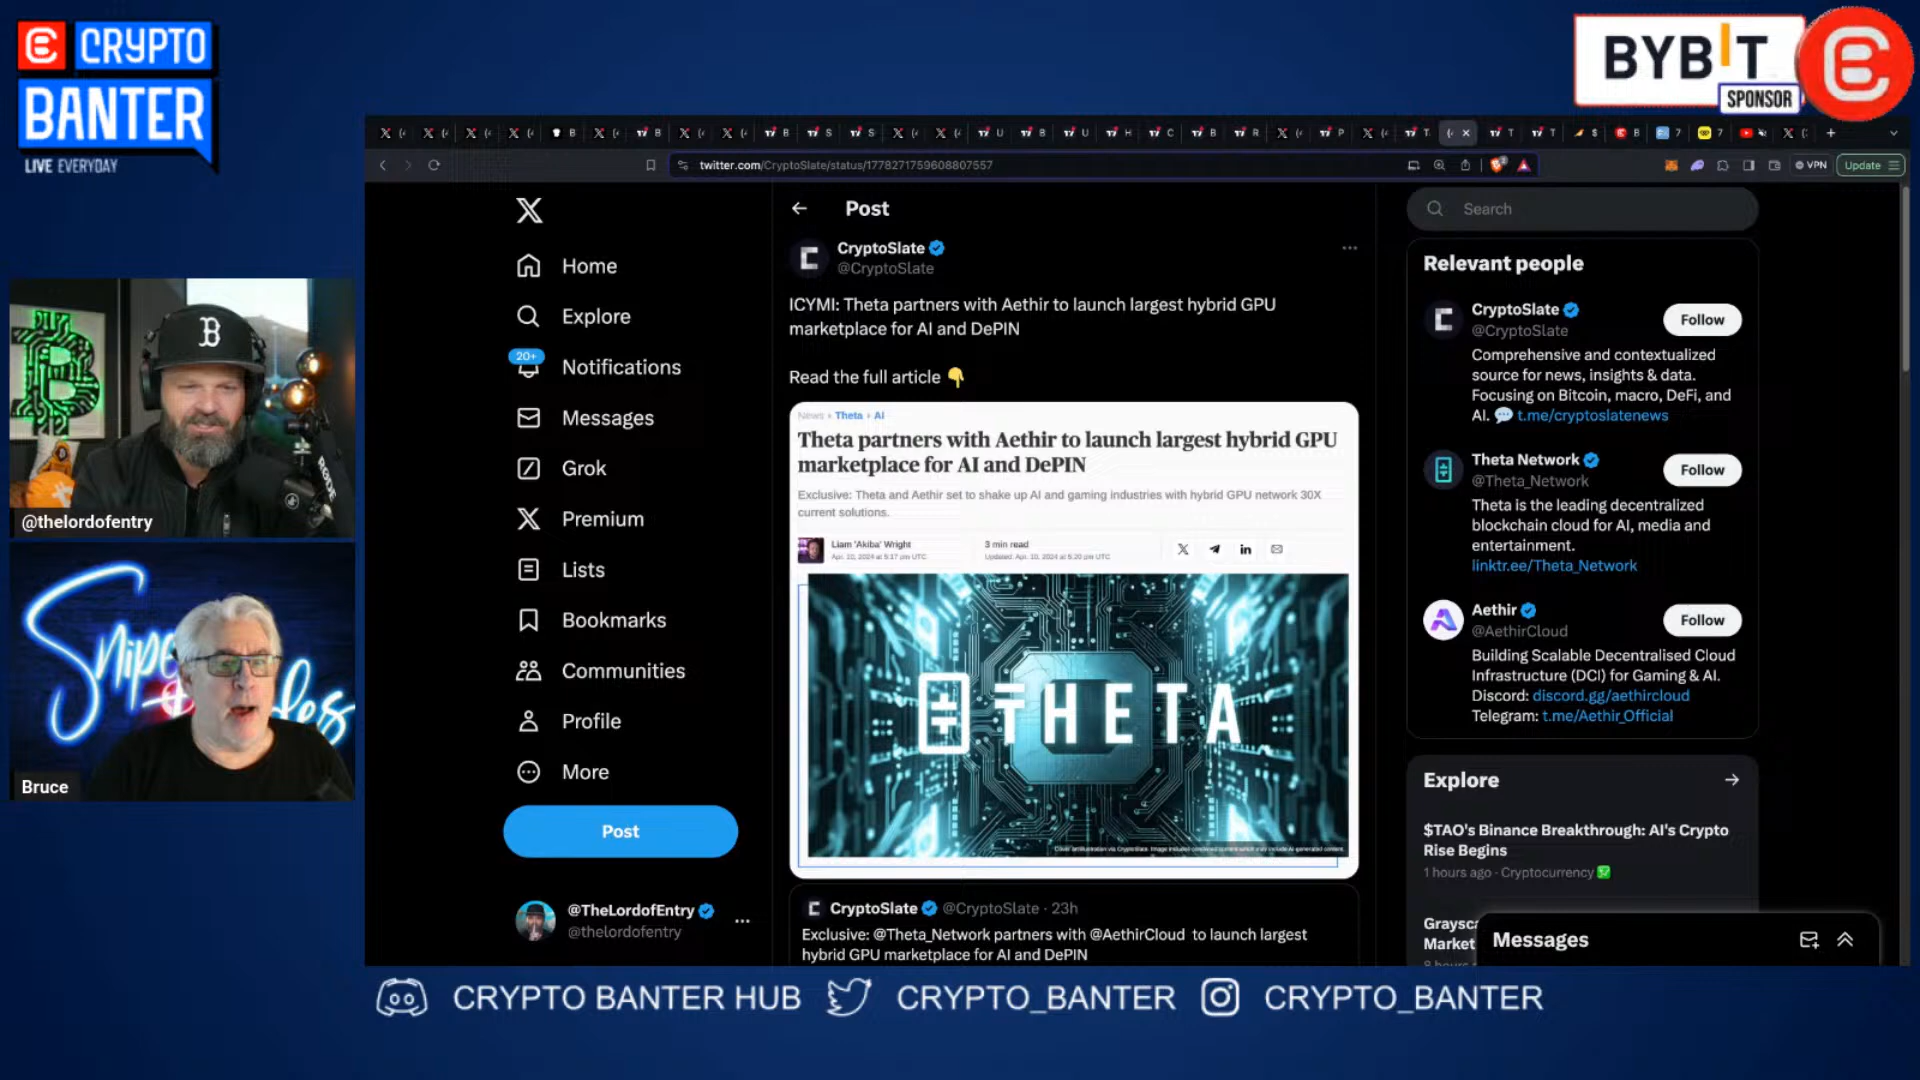 CRYPTO
BANTER
LIVE EVERYDAY
BYBIT
SPONSOR
twitter.com/CryptoSlate/status/1778271759608807557
VPN
Update
Home
Explore
20+
Notifications
Messages
Grok
Premium
Lists
Bookmarks
Communities
Profile
More
Post
@TheLordofEntry
@thelordofentry
Post
CryptoSlate
@CryptoSlate
ICYMI: Theta partners with Aethir to launch largest hybrid GPU
marketplace for AI and DePIN
Read the full article 👇
News › Theta › AI
Theta partners with Aethir to launch largest hybrid GPU
marketplace for AI and DePIN
Exclusive: Theta and Aethir set to shake up AI and gaming industries with hybrid GPU network 30X
current solutions.
Liam 'Akiba' Wright
Apr. 10, 2024 at 5:17 pm UTC
3 min read
Updated: Apr. 10, 2024 at 5:20 pm UTC
THETA
CryptoSlate @CryptoSlate · 23h
Exclusive: @Theta_Network partners with @AethirCloud to launch largest
hybrid GPU marketplace for AI and DePIN
Search
Relevant people
CryptoSlate
@CryptoSlate
Follow
Comprehensive and contextualized
source for news, insights & data.
Focusing on Bitcoin, macro, DeFi, and
AI. 💬 t.me/cryptoslatenews
Theta Network
@Theta_Network
Follow
Theta is the leading decentralized
blockchain cloud for AI, media and
entertainment.
linktr.ee/Theta_Network
Aethir
@AethirCloud
Follow
Building Scalable Decentralised Cloud
Infrastructure (DCI) for Gaming & AI.
Discord: discord.gg/aethircloud
Telegram: t.me/Aethir_Official
Explore
$TAO's Binance Breakthrough: AI's Crypto
Rise Begins
1 hours ago · Cryptocurrency
Market
Messages
B
RØDE
@thelordofentry
Bruce
CRYPTO BANTER HUB
CRYPTO_BANTER
CRYPTO_BANTER